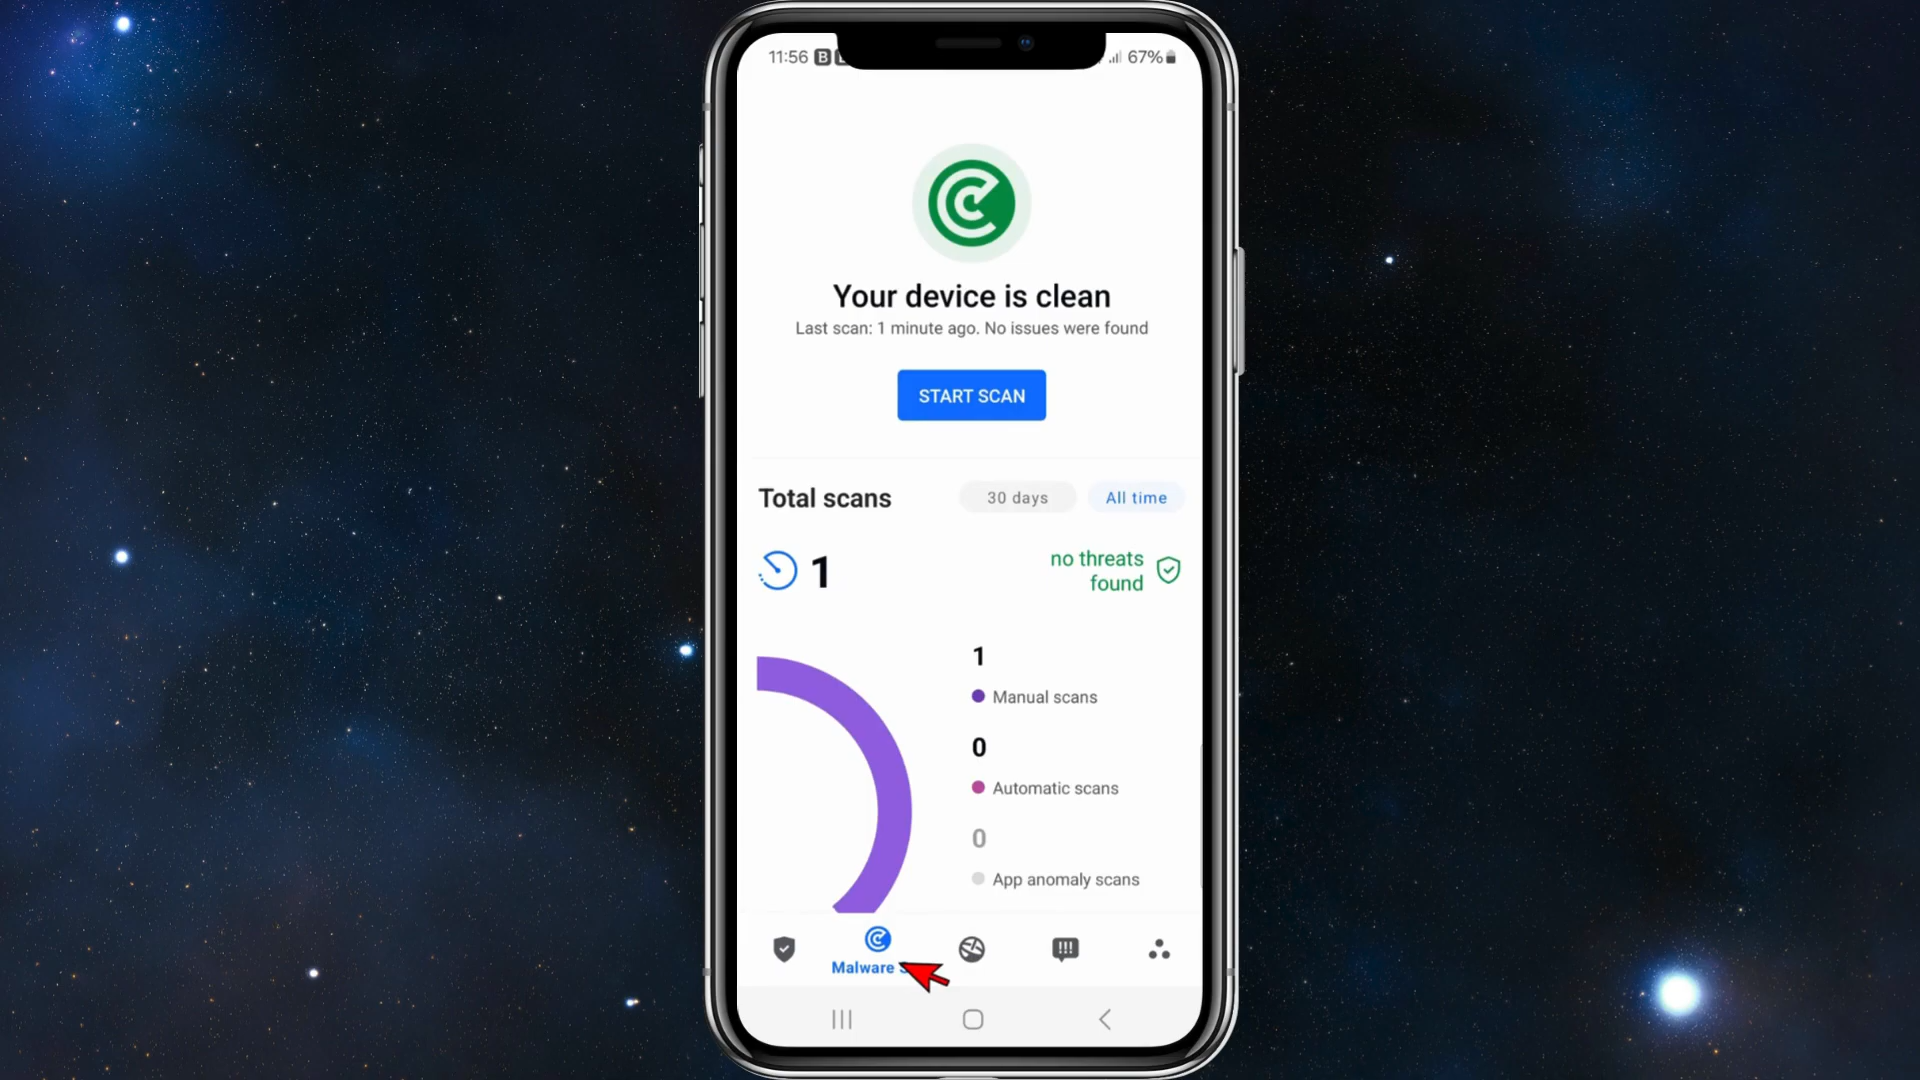 11:56
67%
Your device is clean
Last scan: 1 minute ago. No issues were found
START SCAN
Total scans
30 days
All time
1
no threats
found
1
Manual scans
0
Automatic scans
0
App anomaly scans
Malware